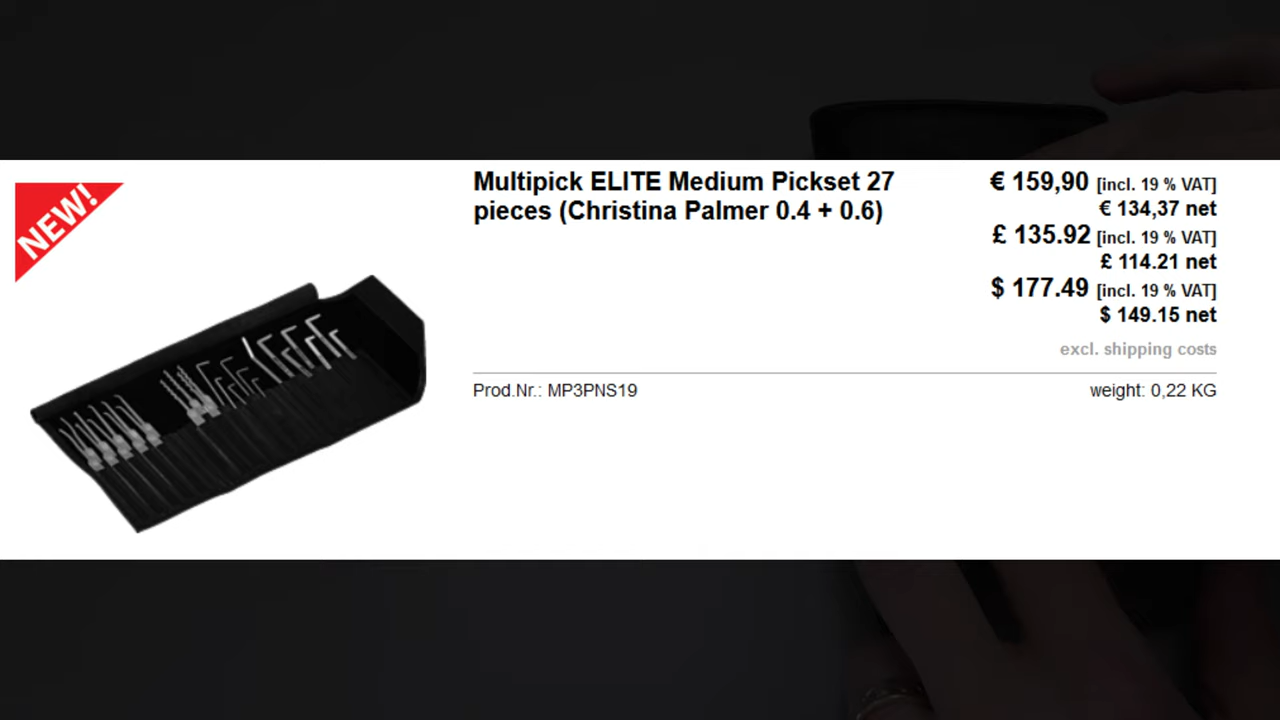 NEW!
Multipick ELITE Medium Pickset 27
pieces (Christina Palmer 0.4 + 0.6)
€ 159,90 [incl. 19 % VAT]
€ 134,37 net
£ 135.92 [incl. 19 % VAT]
£ 114.21 net
$ 177.49 [incl. 19 % VAT]
$ 149.15 net
excl. shipping costs
Prod.Nr.: MP3PNS19
weight: 0,22 KG